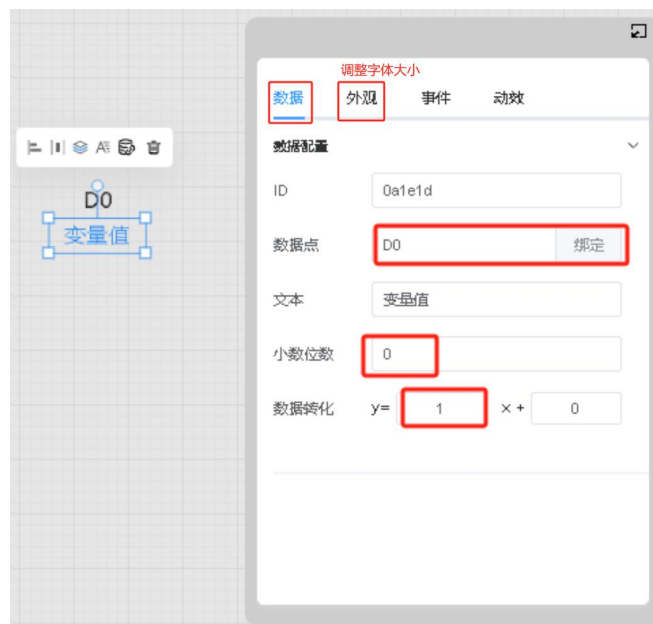 调整字体大小
数据 外观 事件 动效
数据配置
ID 0a1e1d
D0
变量值
数据点 D0 绑定
文本 变量值
小数位数 0
数据转化 y= 1 x + 0